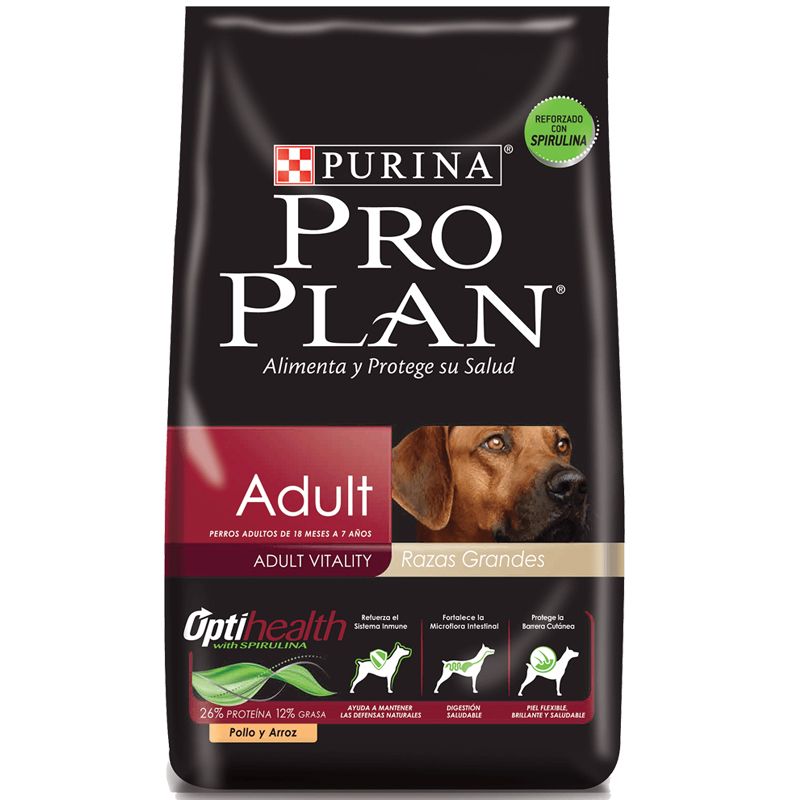 REFORZADO
CON
SPIRULINA
PURINA®
PRO
PLAN®
Alimenta y Protege su Salud
Adult
PERROS ADULTOS DE 18 MESES A 7 AÑOS
ADULT VITALITY
Razas Grandes
Optihealth
with SPIRULINA
26% PROTEÍNA 12% GRASA
Refuerza el
Sistema Inmune
AYUDA A MANTENER
LAS DEFENSAS NATURALES
Fortalece la
Microflora Intestinal
DIGESTIÓN
SALUDABLE
Protege la
Barrera Cutánea
PIEL FLEXIBLE,
BRILLANTE Y SALUDABLE
Pollo y Arroz